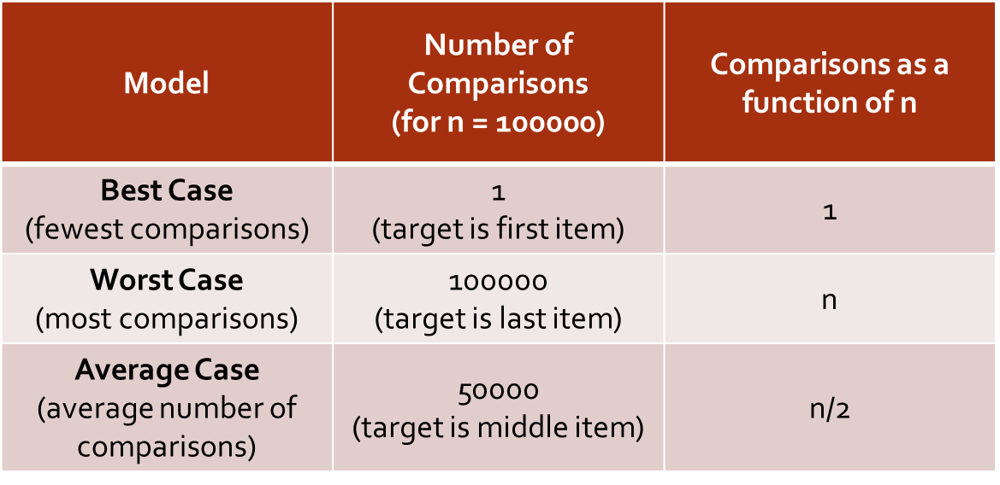 Model
Number of
Comparisons
(for n = 100000)
Comparisons as a
function of n
Best Case
(fewest comparisons)
1
(target is first item)
1
Worst Case
(most comparisons)
100000
(target is last item)
n
Average Case
(average number of
comparisons)
50000
(target is middle item)
n/2